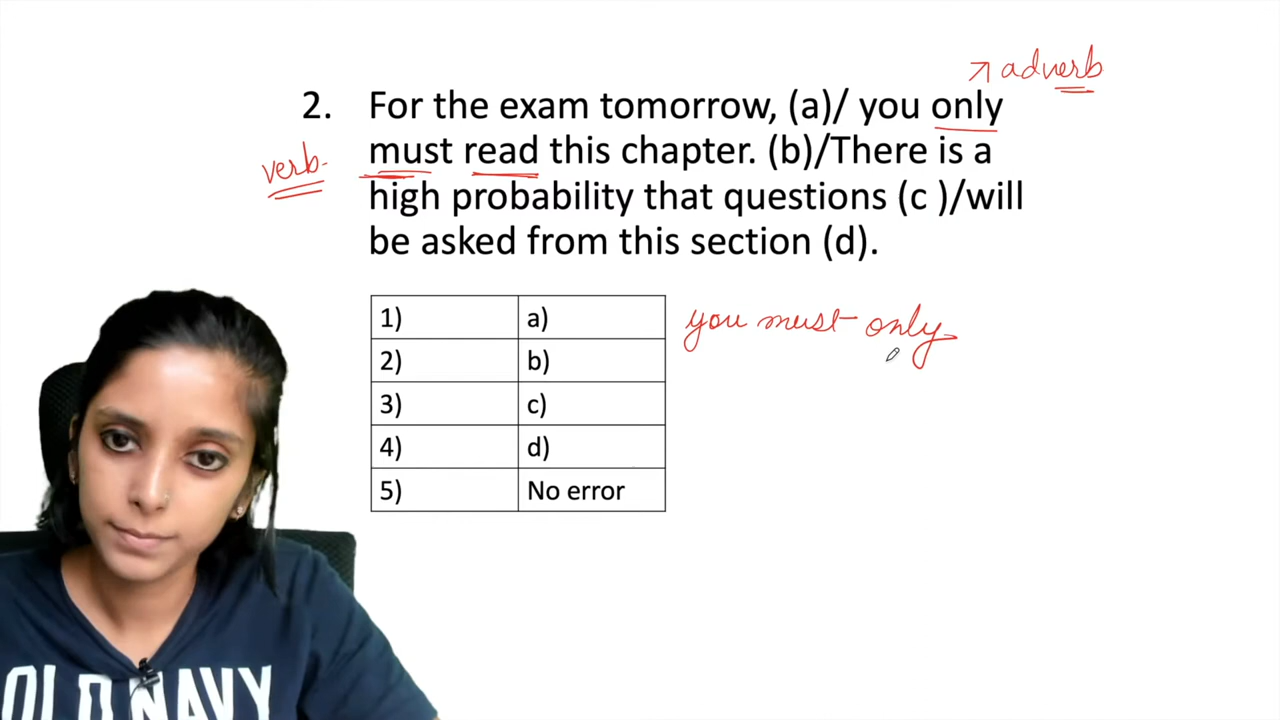 ↗ adverb
2. For the exam tomorrow, (a)/ you only
must read this chapter. (b)/There is a
high probability that questions (c )/will
be asked from this section (d).
verb-
1) a)
2) b)
3) c)
4) d)
5) No error
you must only
OLD NAVY